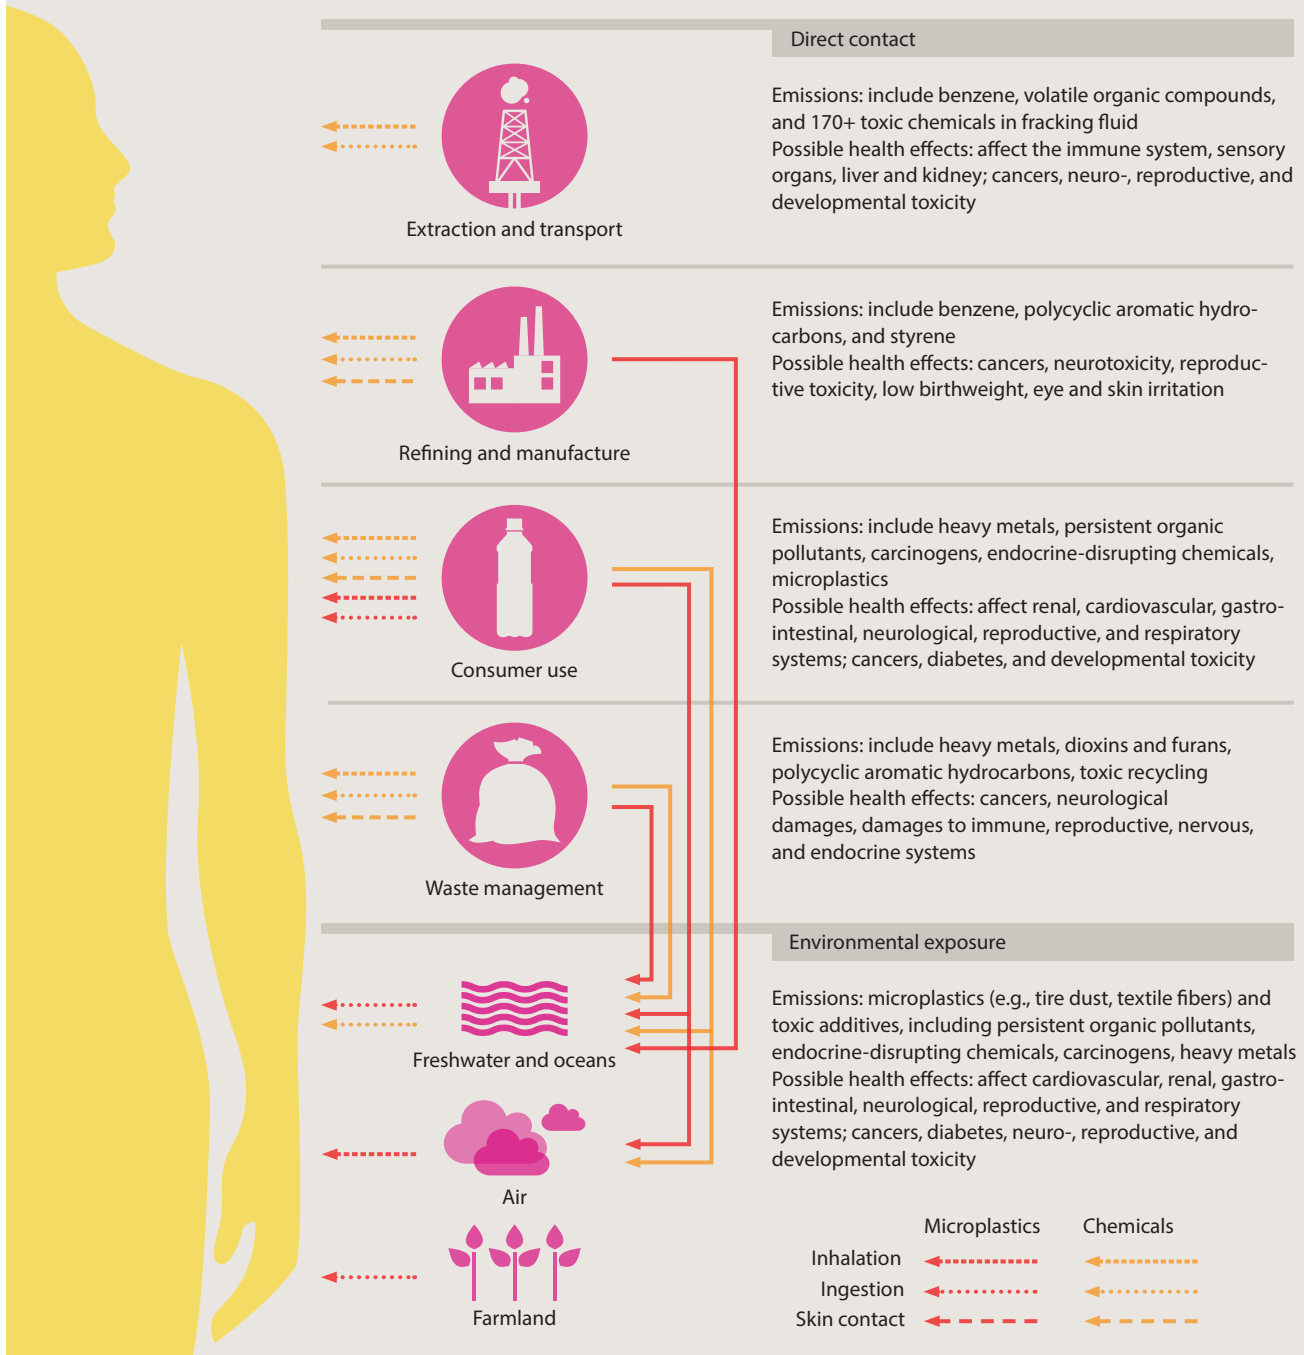 Direct contact
Emissions: include benzene, volatile organic compounds,
and 170+ toxic chemicals in fracking fluid
Possible health effects: affect the immune system, sensory
organs, liver and kidney; cancers, neuro-, reproductive, and
developmental toxicity
Extraction and transport
Emissions: include benzene, polycyclic aromatic hydro-
carbons, and styrene
Possible health effects: cancers, neurotoxicity, reproduc-
tive toxicity, low birthweight, eye and skin irritation
Refining and manufacture
Emissions: include heavy metals, persistent organic
pollutants, carcinogens, endocrine-disrupting chemicals,
microplastics
Possible health effects: affect renal, cardiovascular, gastro-
intestinal, neurological, reproductive, and respiratory
systems; cancers, diabetes, and developmental toxicity
Consumer use
Emissions: include heavy metals, dioxins and furans,
polycyclic aromatic hydrocarbons, toxic recycling
Possible health effects: cancers, neurological
damages, damages to immune, reproductive, nervous,
and endocrine systems
Waste management
Environmental exposure
Emissions: microplastics (e.g., tire dust, textile fibers) and
toxic additives, including persistent organic pollutants,
endocrine-disrupting chemicals, carcinogens, heavy metals
Possible health effects: affect cardiovascular, renal, gastro-
intestinal, neurological, reproductive, and respiratory
systems; cancers, diabetes, neuro-, reproductive, and
developmental toxicity
Freshwater and oceans
Air
Farmland
Microplastics Chemicals
Inhalation
Ingestion
Skin contact